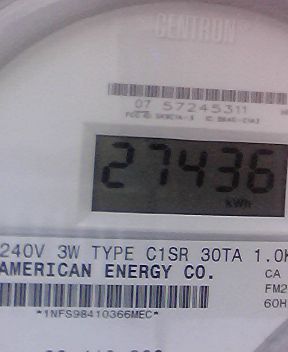 CENTRON
07 57245311
27436
kWh
240V 3W TYPE C1SR 30TA 1.0K
AMERICAN ENERGY CO.
CA
FM2
60H
*1NFS98410366MEC*